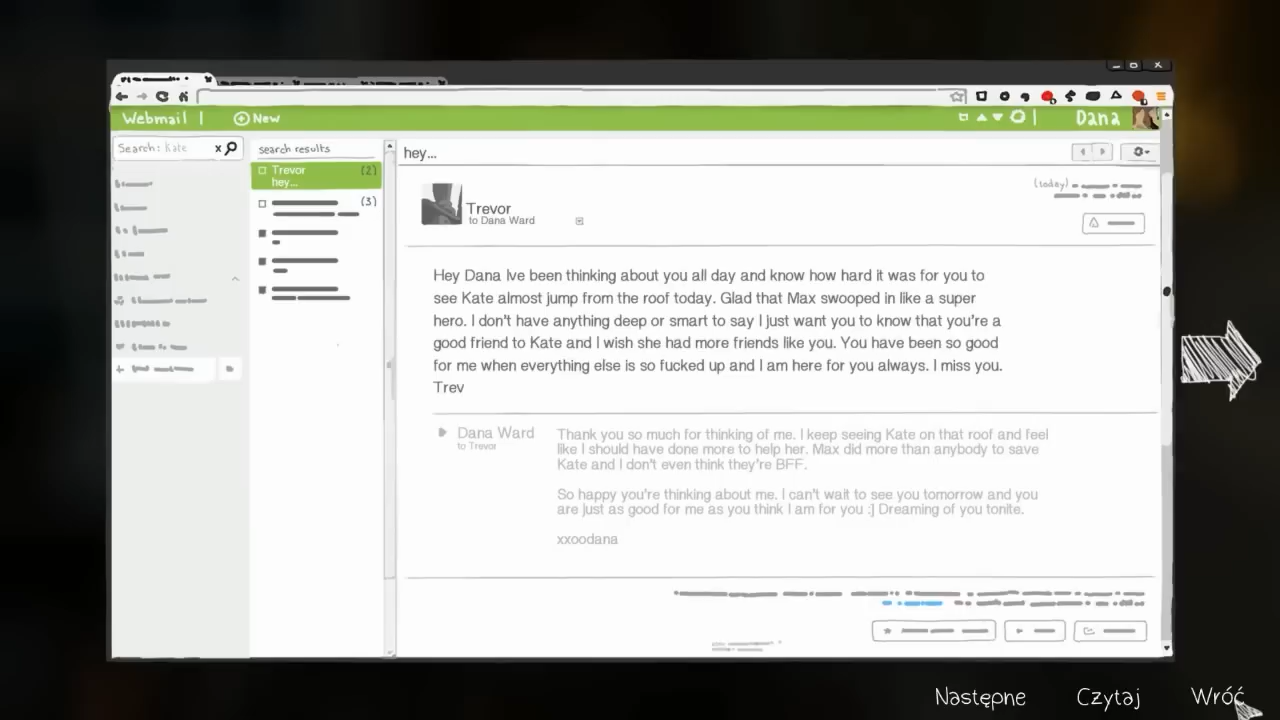 Webmail | New Dana
Search: Kate x
search results
Trevor (2)
hey...
(3)
hey...
(today)
Trevor
to Dana Ward
Hey Dana Ive been thinking about you all day and know how hard it was for you to
see Kate almost jump from the roof today. Glad that Max swooped in like a super
hero. I don't have anything deep or smart to say I just want you to know that you're a
good friend to Kate and I wish she had more friends like you. You have been so good
for me when everything else is so fucked up and I am here for you always. I miss you.
Trev
Dana Ward
to Trevor
Thank you so much for thinking of me. I keep seeing Kate on that roof and feel
like I should have done more to help her. Max did more than anybody to save
Kate and I don't even think they're BFF.
So happy you're thinking about me. I can't wait to see you tomorrow and you
are just as good for me as you think I am for you :] Dreaming of you tonite.
xxoodana
Następne Czytaj Wróć